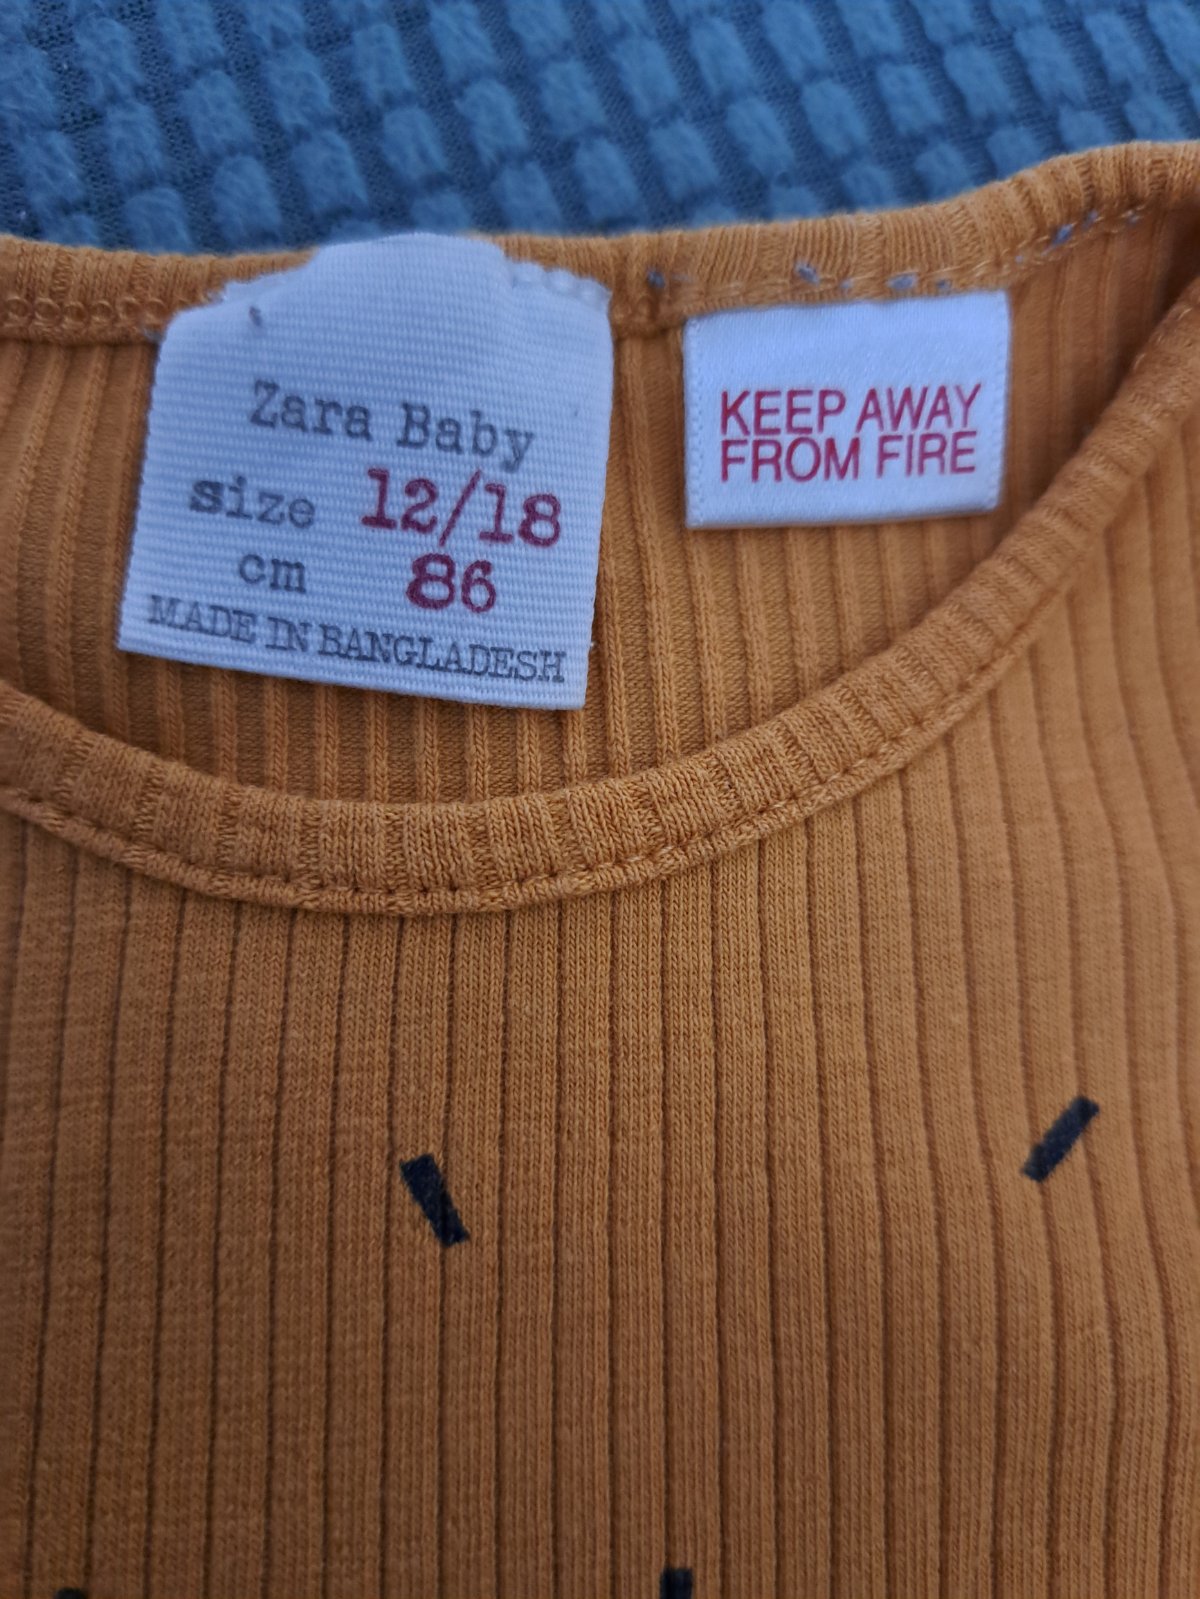 Zara Baby
size 12/18
cm 86
MADE IN BANGLADESH
KEEP AWAY
FROM FIRE